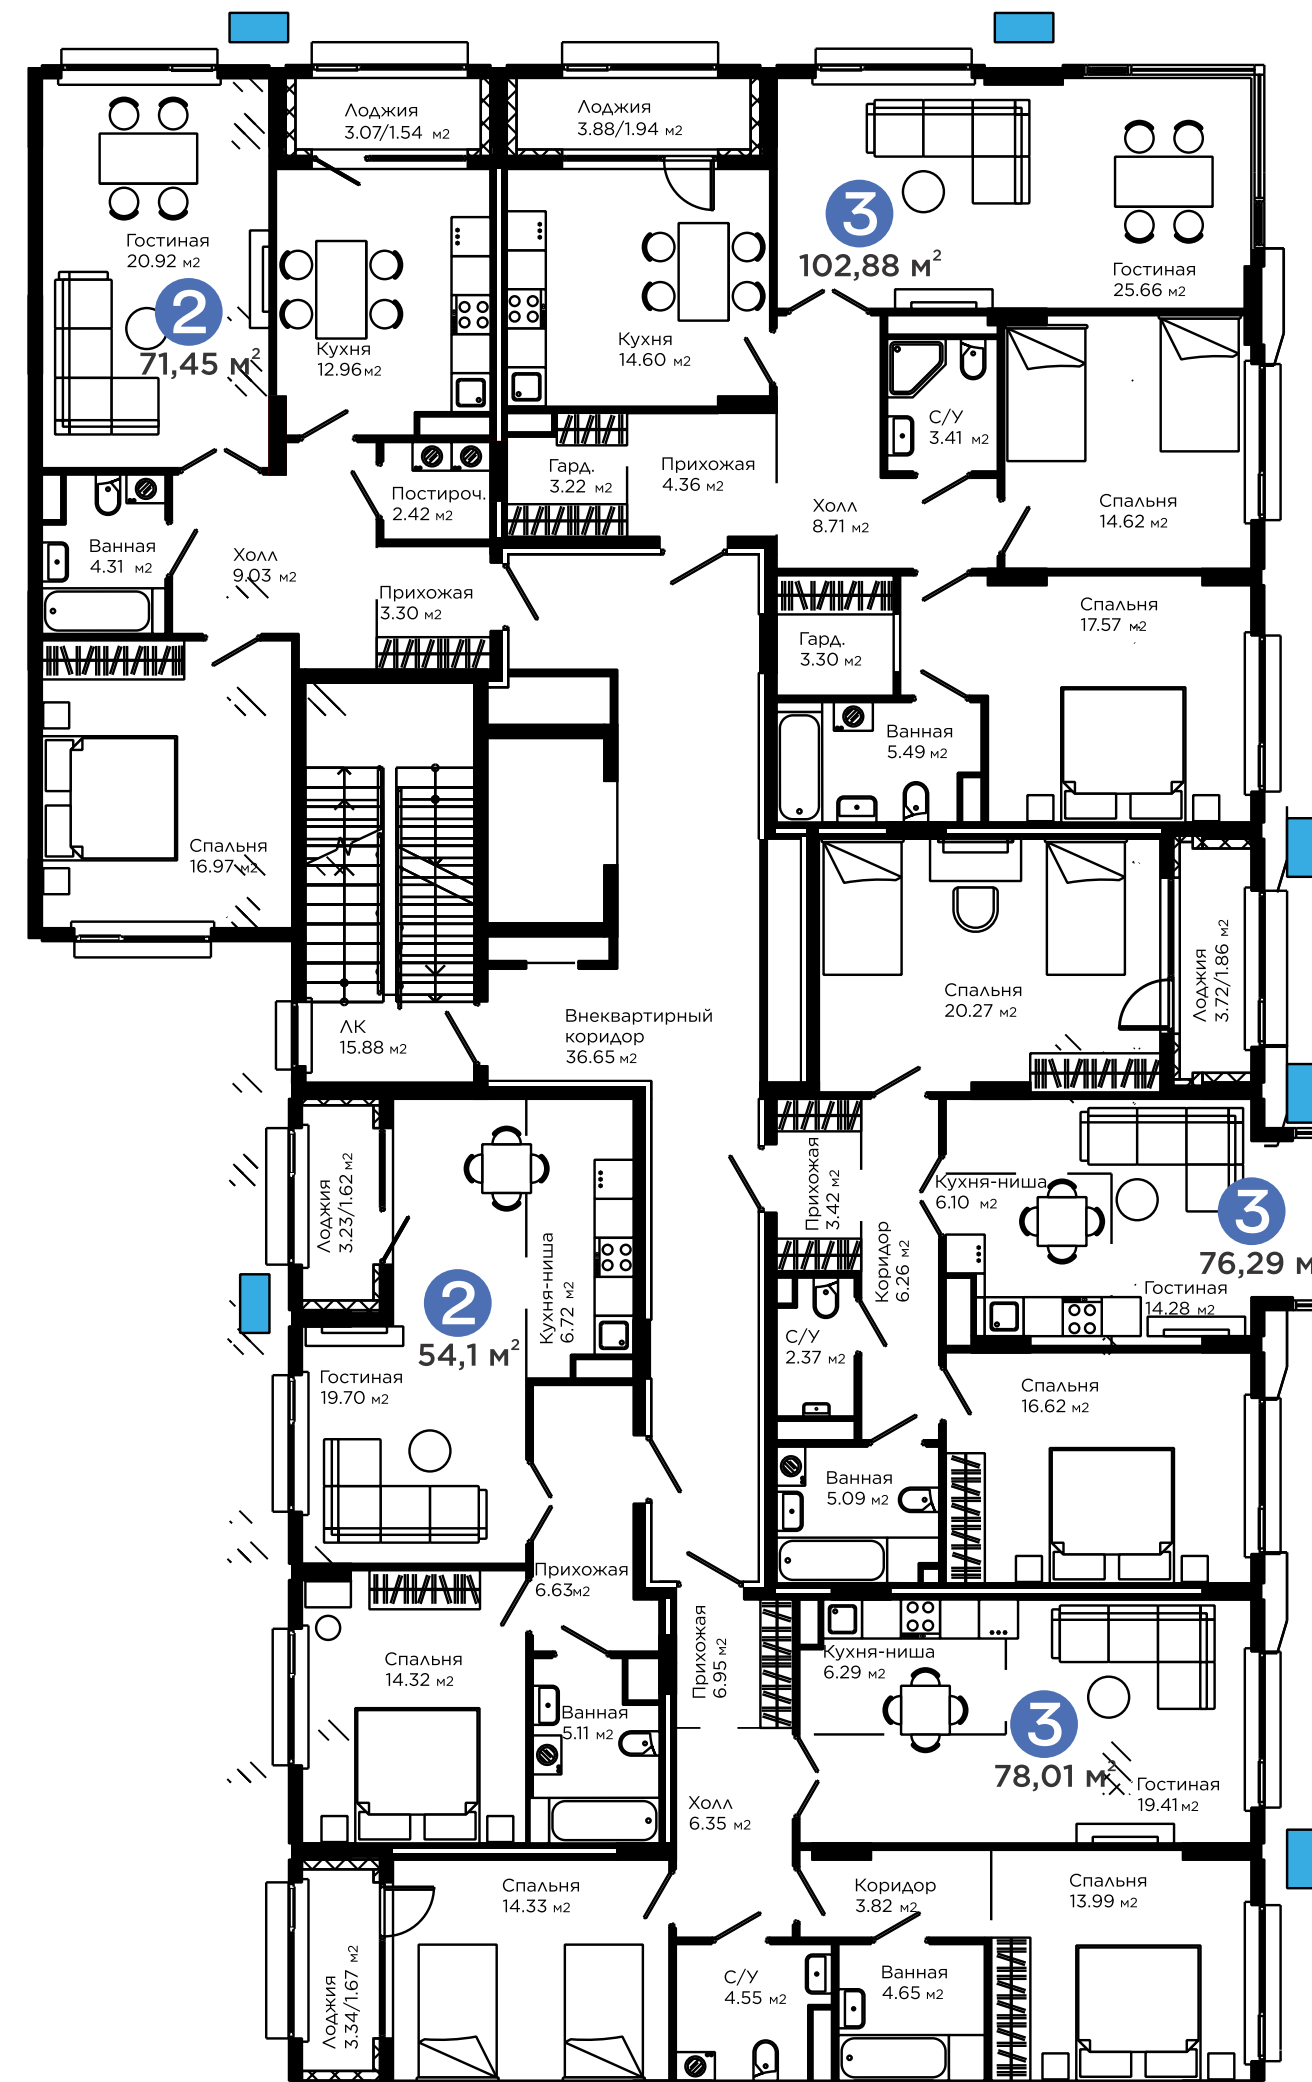 Лоджия
3.07/1.54 м2
Лоджия
3.88/1.94 м2
Гостиная
20.92 м2
2
71,45 м²
Кухня
12.96м2
Кухня
14.60 м2
3
102,88 м²
Гостиная
25.66 м2
С/У
3.41 м2
Гард.
3.22 м2
Прихожая
4.36 м2
Постироч.
2.42 м2
Холл
8.71 м2
Спальня
14.62 м2
Ванная
4.31 м2
Холл
9.03 м2
Прихожая
3.30 м2
Спальня
17.57 м2
Гард.
3.30 м2
Ванная
5.49 м2
Спальня
16.97 м2
Спальня
20.27 м2
Лоджия
3.72/1.86 м2
ЛК
15.88 м2
Внеквартирный
коридор
36.65 м2
Лоджия
3.23/1.62 м2
Прихожая
3.42 м2
Кухня-ниша
6.10 м2
3
76,29 м
Коридор
6.26 м2
Кухня-ниша
6.72 м2
2
54,1 м²
Гостиная
14.28 м2
С/У
2.37 м2
Гостиная
19.70 м2
Спальня
16.62 м2
Ванная
5.09 м2
Прихожая
6.63м2
Прихожая
6.95 м2
Кухня-ниша
6.29 м2
Спальня
14.32 м2
Ванная
5.11 м2
3
78,01 м²
Гостиная
19.41м2
Холл
6.35 м2
Спальня
14.33 м2
Коридор
3.82 м2
Спальня
13.99 м2
Лоджия
3.34/1.67 м2
С/У
4.55 м2
Ванная
4.65 м2